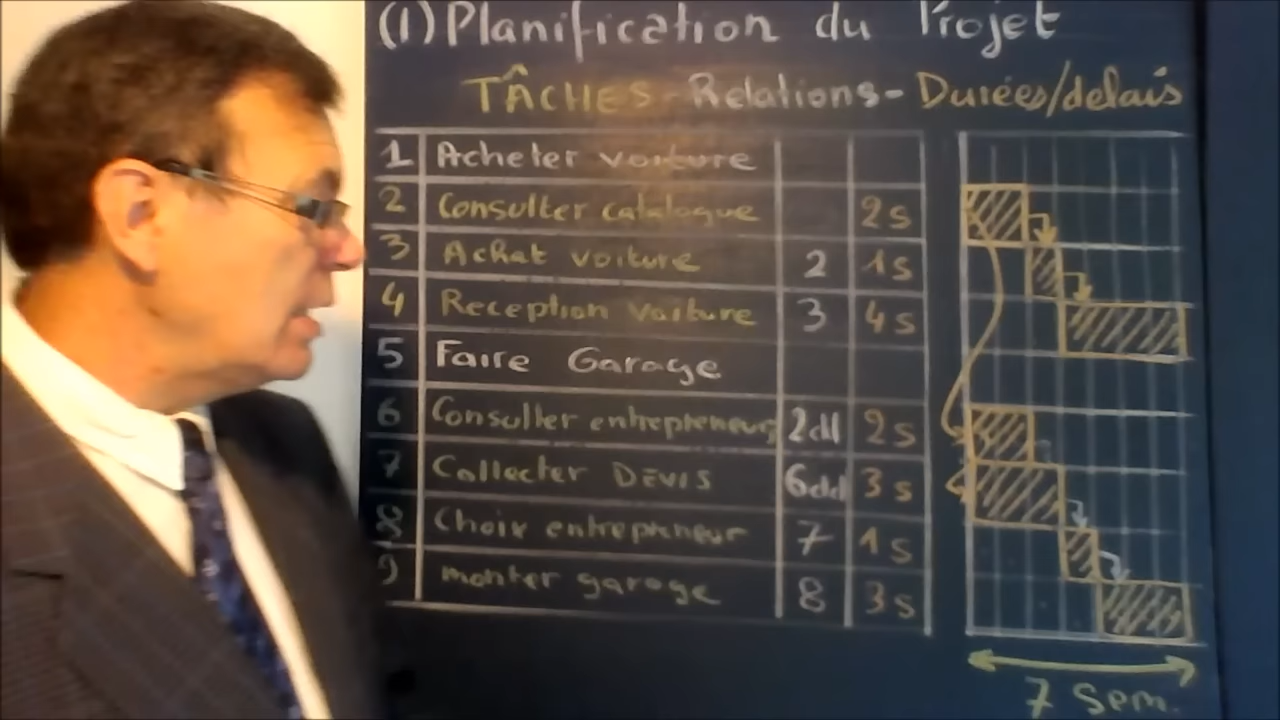 (1) Planification du Projet
TÂCHES - Relations - Durées/délais
1 Acheter voiture
2 Consulter catalogue 2s
3 Achat voiture 2 1s
4 Reception voiture 3 4s
5 Faire Garage
6 Consulter entrepreneurs 2dd 2s
7 Collecter DEVIS 6dd 3s
8 Choix entrepreneur 7 1s
9 monter garage 8 3s
7 Sem.